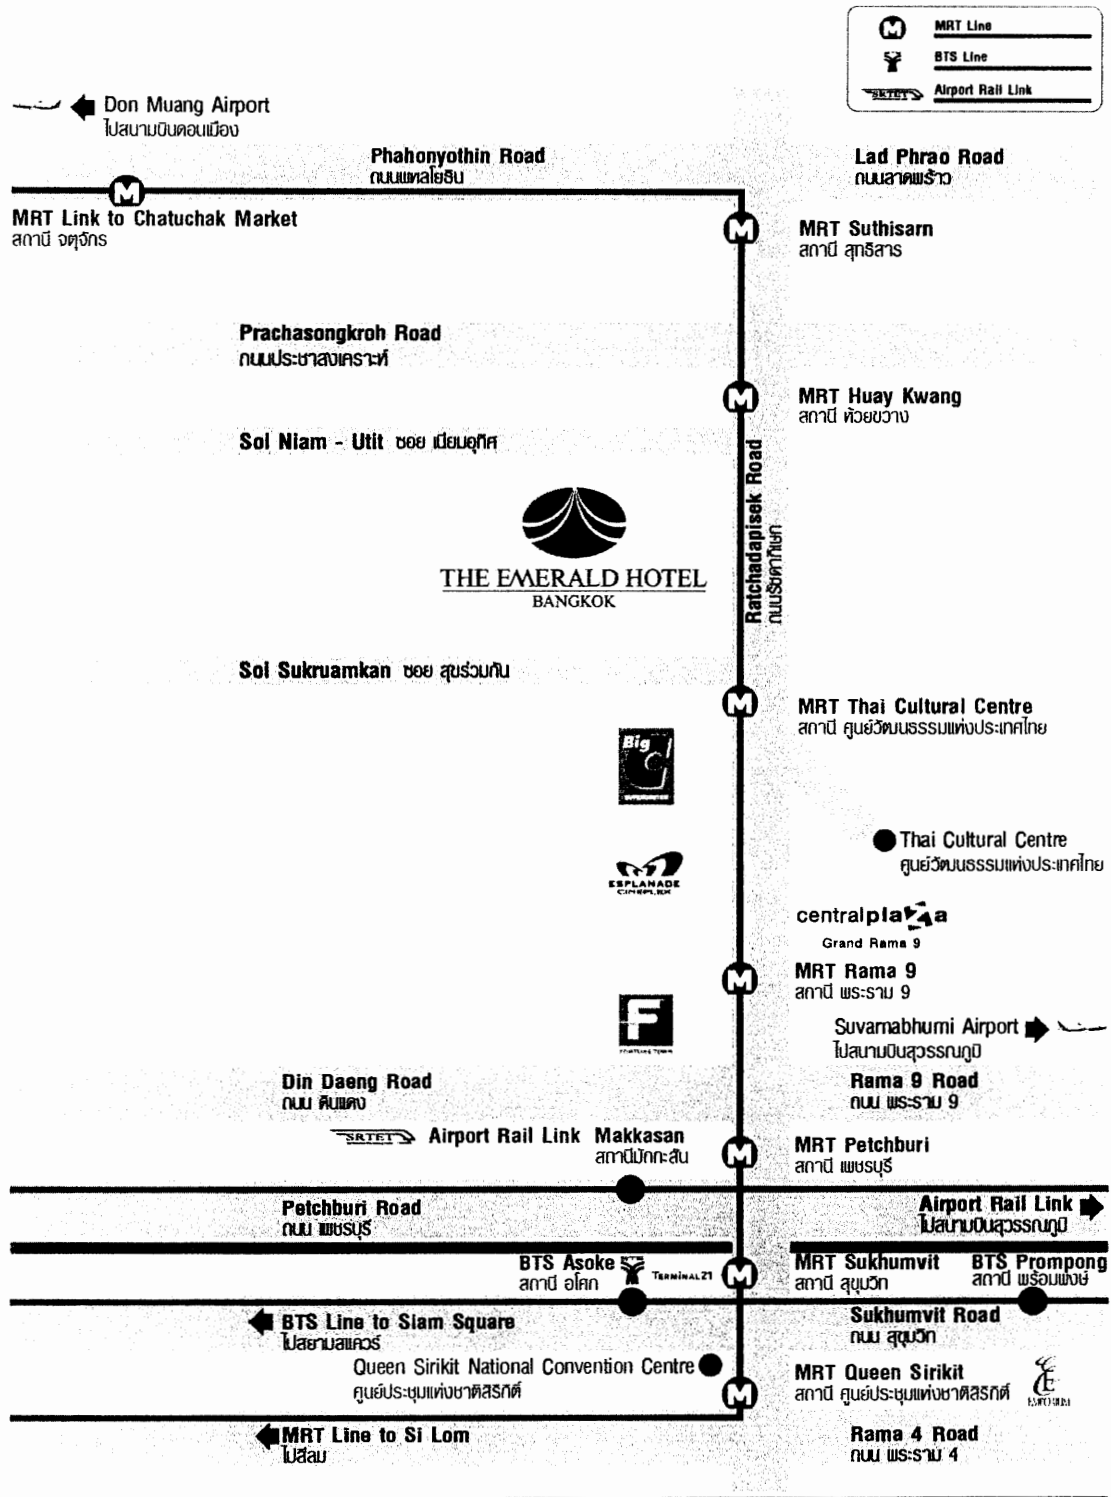 MRT Line
BTS Line
SRTET Airport Rail Link
Don Muang Airport
ไปสนามบินดอนเมือง
Phahonyothin Road
ถนนพหลโยธิน
Lad Phrao Road
ถนนลาดพร้าว
MRT Link to Chatuchak Market
สถานี จตุจักร
MRT Suthisarn
สถานี สุทธิสาร
Prachasongkroh Road
ถนนประชาสงเคราะห์
MRT Huay Kwang
สถานี ห้วยขวาง
Soi Niam - Utit ซอย เนียมอุทิศ
Ratchadapisek Road
ถนนรัชดาภิเษก
THE EMERALD HOTEL
BANGKOK
Soi Sukruamkan ซอย สุขร่วมกัน
MRT Thai Cultural Centre
สถานี ศูนย์วัฒนธรรมแห่งประเทศไทย
Big C
SUPERCENTER
Thai Cultural Centre
ศูนย์วัฒนธรรมแห่งประเทศไทย
ESPLANADE
CINEPLEX
centralplaza
Grand Rama 9
MRT Rama 9
สถานี พระราม 9
F
FORTUNE TOWN
Suvarnabhumi Airport
ไปสนามบินสุวรรณภูมิ
Din Daeng Road
ถนน ดินแดง
Rama 9 Road
ถนน พระราม 9
SRTET Airport Rail Link Makkasan
สถานีมักกะสัน
MRT Petchburi
สถานี เพชรบุรี
Petchburi Road
ถนน เพชรบุรี
Airport Rail Link
ไปสนามบินสุวรรณภูมิ
BTS Asoke
สถานี อโศก
TERMINAL21
MRT Sukhumvit
สถานี สุขุมวิท
BTS Prompong
สถานี พร้อมพงษ์
BTS Line to Siam Square
ไปสยามสแควร์
Sukhumvit Road
ถนน สุขุมวิท
Queen Sirikit National Convention Centre
ศูนย์ประชุมแห่งชาติสิริกิติ์
MRT Queen Sirikit
สถานี ศูนย์ประชุมแห่งชาติสิริกิติ์
EMPORIUM
MRT Line to Si Lom
ไปสีลม
Rama 4 Road
ถนน พระราม 4